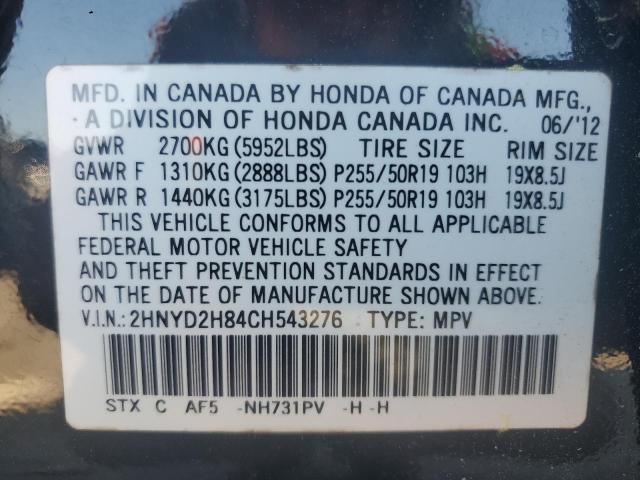 MFD. IN CANADA BY HONDA OF CANADA MFG.,
A DIVISION OF HONDA CANADA INC. 06/'12
GVWR 2700KG (5952LBS) TIRE SIZE RIM SIZE
GAWR F 1310KG (2888LBS) P255/50R19 103H 19X8.5J
GAWR R 1440KG (3175LBS) P255/50R19 103H 19X8.5J
THIS VEHICLE CONFORMS TO ALL APPLICABLE
FEDERAL MOTOR VEHICLE SAFETY
AND THEFT PREVENTION STANDARDS IN EFFECT
ON THE DATE OF MANUFACTURE SHOWN ABOVE.
V.I.N.: 2HNYD2H84CH543276 TYPE: MPV
STX C AF5 -NH731PV -H -H